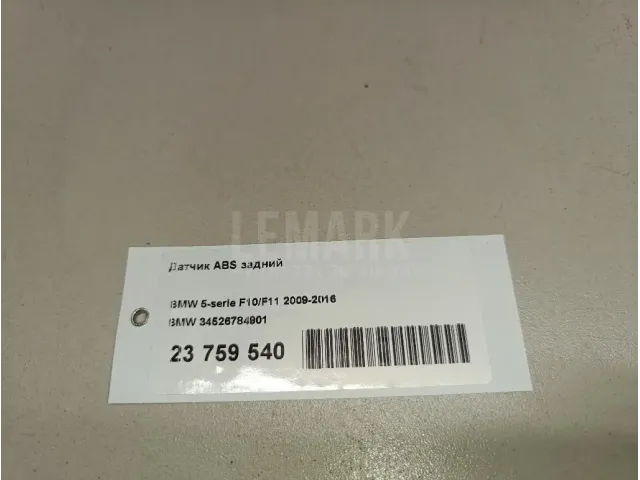 LEMARK
Датчик ABS задний
BMW 5-serie F10/F11 2009-2016
BMW 34526784901
23 759 540